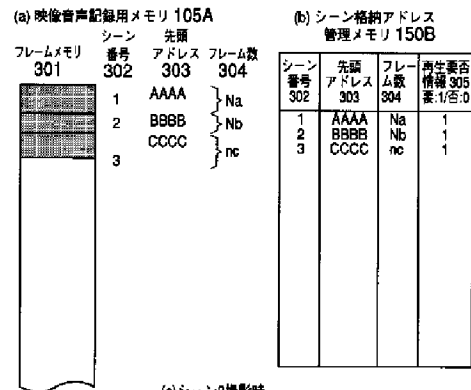 (a) 映像音声記録用メモリ 105A
フレームメモリ 301
シーン番号 302
先頭アドレス 303
フレーム数 304
1 AAAA Na
2 BBBB Nb
3 CCCC nc
(b) シーン格納アドレス
管理メモリ 150B
シーン番号 302
先頭アドレス 303
フレーム数 304
再生要否情報 305
要:1/否:0
1 AAAA Na 1
2 BBBB Nb 1
3 CCCC nc 1